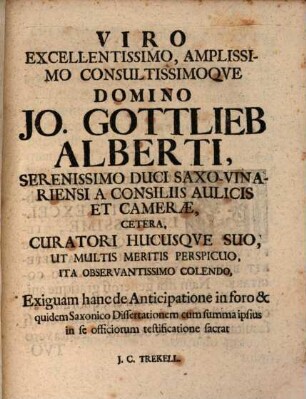 VIRO
EXCELLENTISSIMO, AMPLISSI-
MO CONSULTISSIMOQVE
DOMINO
JO. GOTTLIEB
ALBERTI,
SERENISSIMO DUCI SAXO-VINA-
RIENSI A CONSILIIS AULICIS
ET CAMERÆ,
CETERA,
CURATORI HUCUSQVE SUO,
UT MULTIS MERITIS PERSPICUO,
ITA OBSERVANTISSIMO COLENDO,
Exiguam hanc de Anticipatione in foro &
quidem Saxonico Dissertationem cum summa ipsius
in se officiorum testificatione sacrat
J. C. TREKELL.